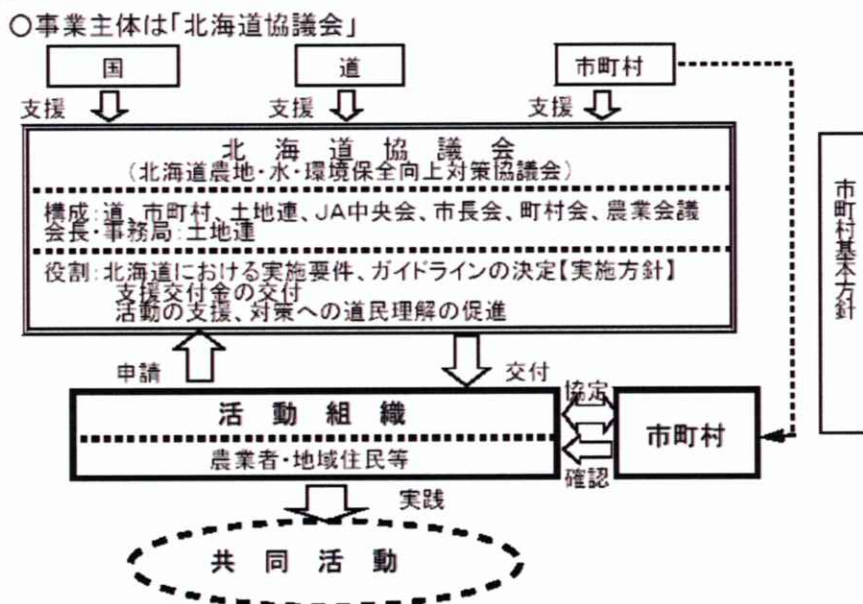 ○事業主体は「北海道協議会」
国
道
市町村
支援
支援
支援
北海道協議会
（北海道農地・水・環境保全向上対策協議会）
構成：道、市町村、土地連、JA中央会、市長会、町村会、農業会議
会長・事務局：土地連
役割：北海道における実施要件、ガイドラインの決定【実施方針】
支援交付金の交付
活動の支援、対策への道民理解の促進
市町村基本方針
申請
交付
活動組織
農業者・地域住民等
協定
確認
市町村
実践
共同活動